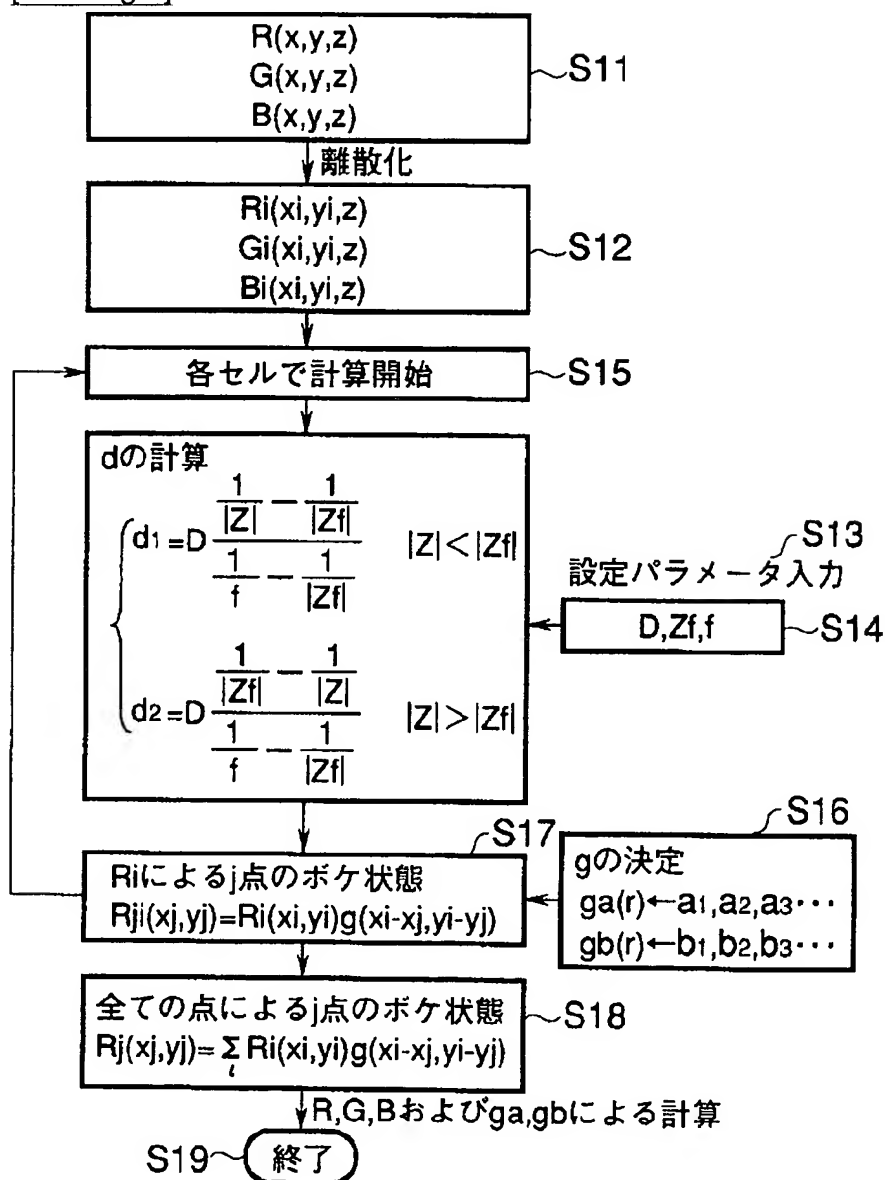 R(x,y,z)
G(x,y,z)
B(x,y,z)
S11
離散化
Ri(xi,yi,z)
Gi(xi,yi,z)
Bi(xi,yi,z)
S12
各セルで計算開始
S15
dの計算
d1=D (1/|Z| − 1/|Zf|)/(1/f − 1/|Zf|) |Z|<|Zf|
d2=D (1/|Zf| − 1/|Z|)/(1/f − 1/|Zf|) |Z|>|Zf|
S13
設定パラメータ入力
D,Zf,f
S14
S17
Riによるj点のボケ状態
Rji(xj,yj)=Ri(xi,yi)g(xi-xj,yi-yj)
S16
gの決定
ga(r)←a1,a2,a3⋯
gb(r)←b1,b2,b3⋯
全ての点によるj点のボケ状態
Rj(xj,yj)=Σi Ri(xi,yi)g(xi-xj,yi-yj)
S18
R,G,Bおよびga,gbによる計算
S19
終了